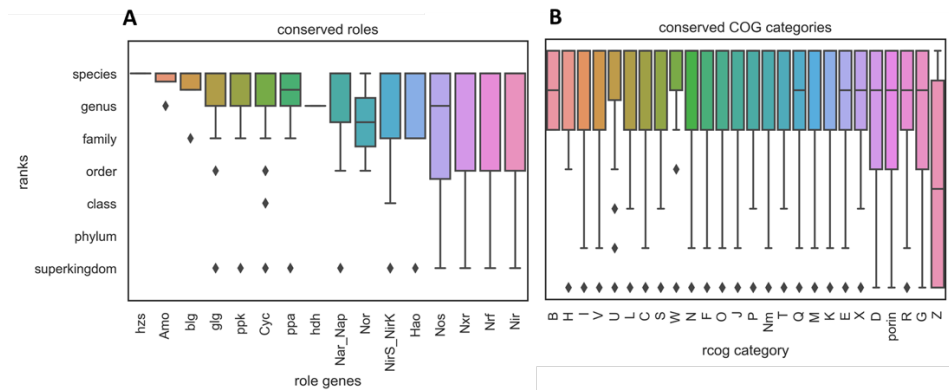 A
conserved roles
ranks
species
genus
family
order
class
phylum
superkingdom
hzs
Amo
blg
glg
ppk
Cyc
ppa
hdh
Nar_Nap
Nor
NirS_NirK
Hao
Nos
Nxr
Nrf
Nir
role genes
B
conserved COG categories
B
H
I
V
U
L
C
S
W
N
F
O
J
P
Nm
T
Q
M
K
E
X
D
porin
R
G
Z
rcog category